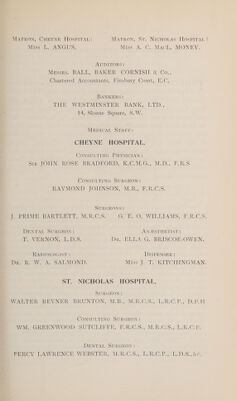 Matron, Cheyne Hospital: Matron, St. Nicholas Hospital:
Miss L. ANGUS. Miss A. C. MacL. MONEY.
Auditors:
Messrs. BALL, BAKER CORNISH & Co.,
Chartered Accountants, Finsbury Court, E.C.
Bankers:
THE WESTMINSTER BANK, LTD.,
14, Sloane Square, S.W.
Medical Staff:
CHEYNE HOSPITAL.
Consulting Physician:
Sir JOHN ROSE BRADFORD, K.C.M.G., M.D., F.R.S
Consulting Surgeon:
RAYMOND JOHNSON, M.B., F.R.C.S.
Surgeons:
J. PRIME BARTLETT, M.R.C.S. G. E. O. WILLIAMS, F.R.C.S.
Dental Surgeon: Anæsthetist:
T. VERNON, L.D.S. Dr. ELLA G. BRISCOE-OWEN.
Radiologist: Dispenser:
Dr. R. W. A. SALMOND. Miss J. T. KITCHINGMAN.
ST. NICHOLAS HOSPITAL.
Surgeon:
WALTER REYNER BRUNTON, M.B., M.R.C.S., L.R.C.P., D.P.H
Consulting Surgeon:
WM. GREENWOOD SUTCLIFFE, F.R.C.S., M.R.C.S., L.R.C.P.
Dental Surgeon:
PERCY LAWRENCE WEBSTER, M.R.C.S., L.R.C.P., L.D.S., &c.